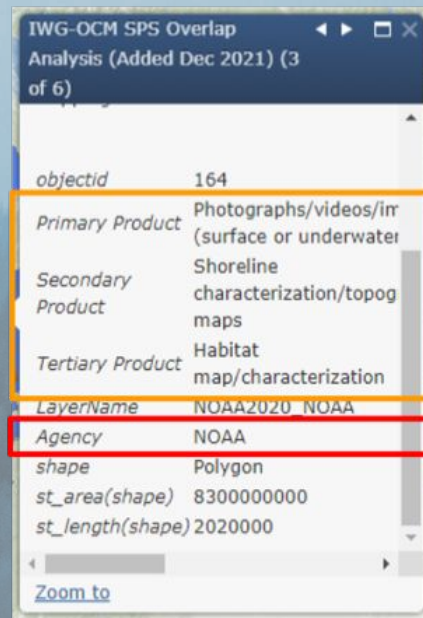 IWG-OCM SPS Overlap
Analysis (Added Dec 2021) (3
of 6)
objectid 164
Primary Product Photographs/videos/im
(surface or underwater
Secondary Product Shoreline
characterization/topog
maps
Tertiary Product Habitat
map/characterization
LayerName NOAA2020_NOAA
Agency NOAA
shape Polygon
st_area(shape) 8300000000
st_length(shape) 2020000
Zoom to